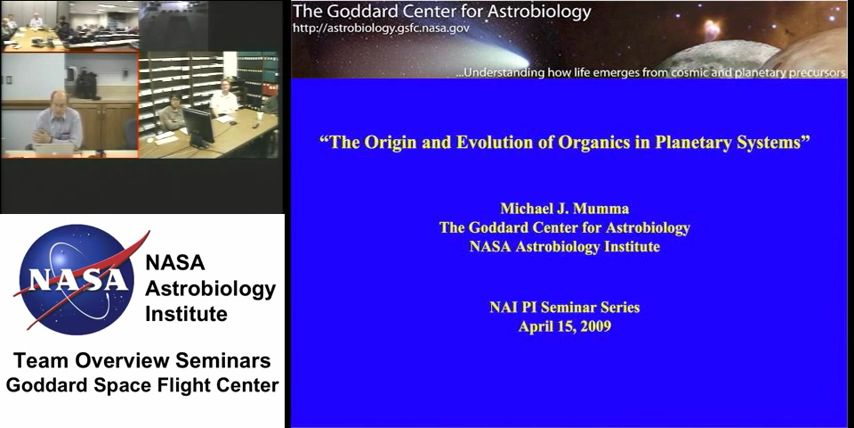 The Goddard Center for Astrobiology
http://astrobiology.gsfc.nasa.gov
...Understanding how life emerges from cosmic and planetary precursors
“The Origin and Evolution of Organics in Planetary Systems”
Michael J. Mumma
The Goddard Center for Astrobiology
NASA Astrobiology Institute
NAI PI Seminar Series
April 15, 2009
NASA
NASA
Astrobiology
Institute
Team Overview Seminars
Goddard Space Flight Center